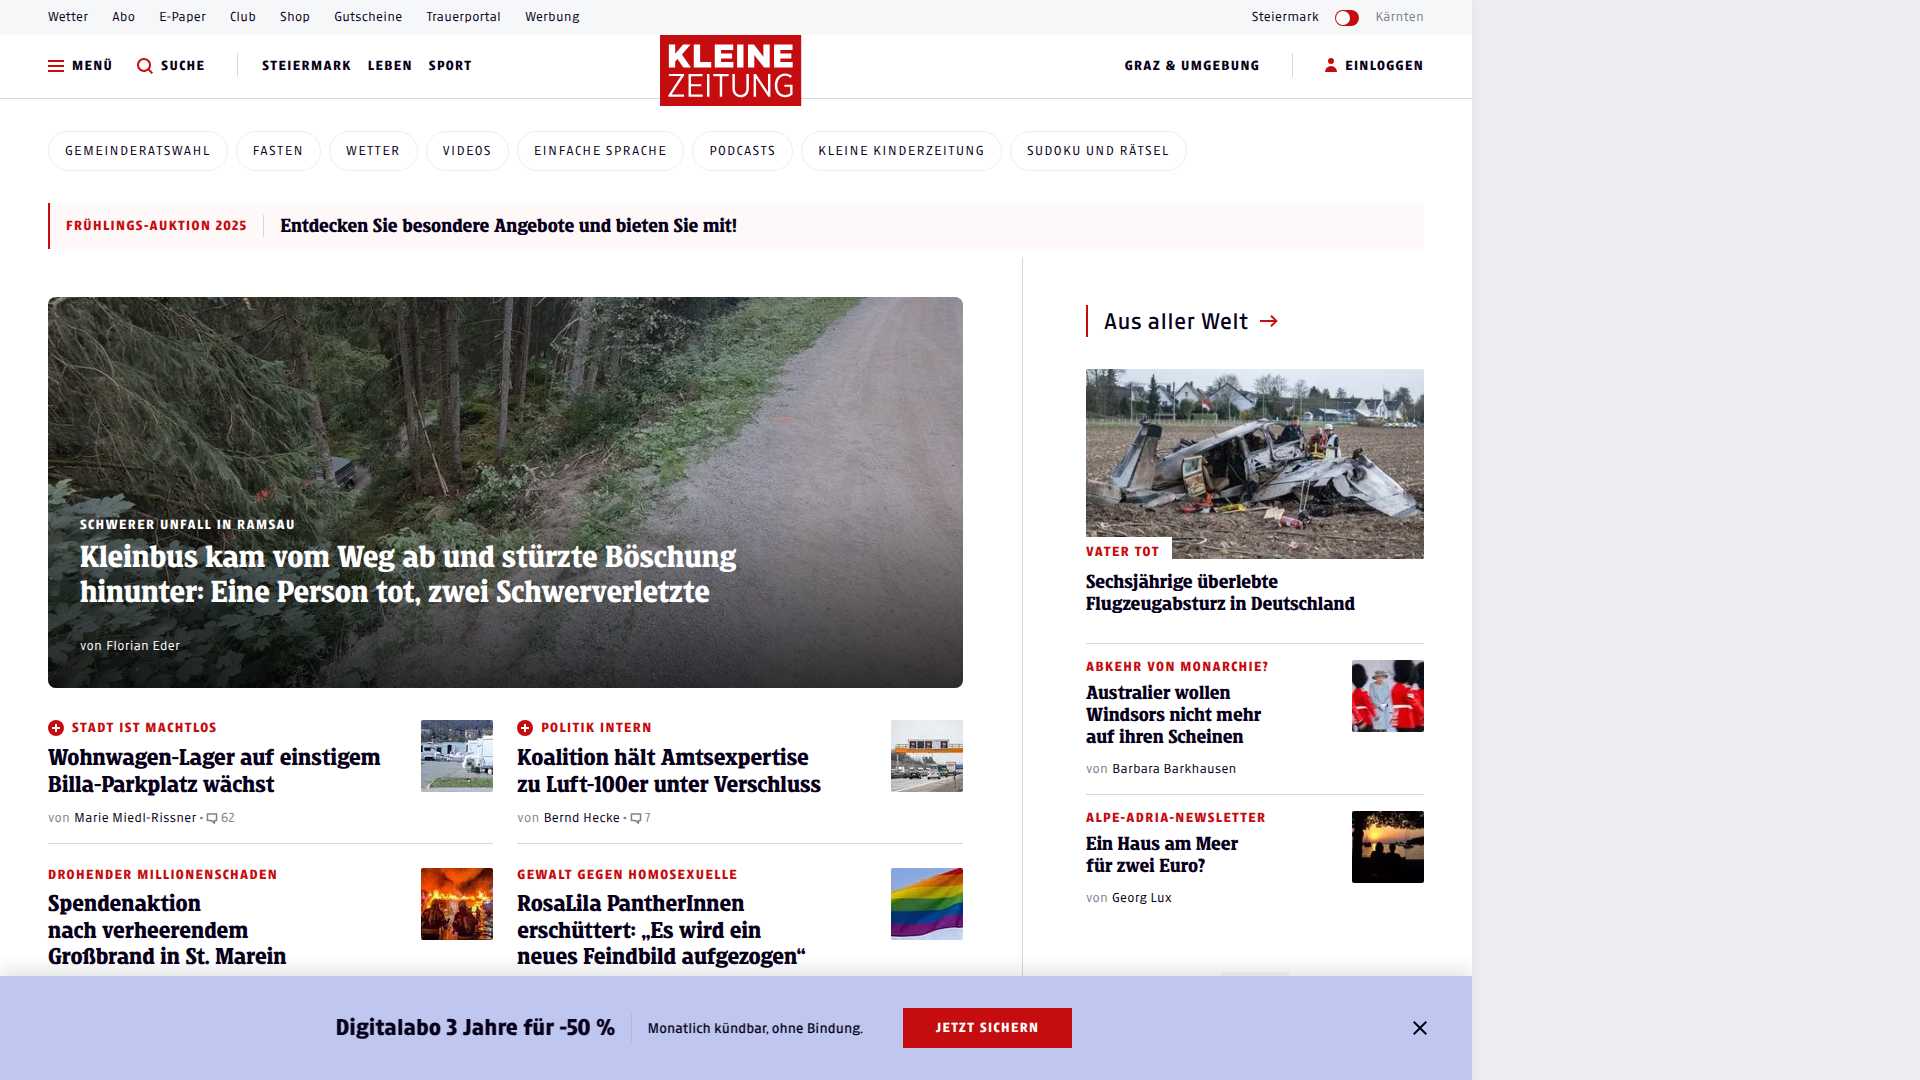 Wetter Abo E-Paper Club Shop Gutscheine Trauerportal Werbung Steiermark Kärnten
MENÜ SUCHE STEIERMARK LEBEN SPORT KLEINE ZEITUNG GRAZ & UMGEBUNG EINLOGGEN
GEMEINDERATSWAHL FASTEN WETTER VIDEOS EINFACHE SPRACHE PODCASTS KLEINE KINDERZEITUNG SUDOKU UND RÄTSEL
FRÜHLINGS-AUKTION 2025 Entdecken Sie besondere Angebote und bieten Sie mit!
SCHWERER UNFALL IN RAMSAU
Kleinbus kam vom Weg ab und stürzte Böschung
hinunter: Eine Person tot, zwei Schwerverletzte
von Florian Eder
STADT IST MACHTLOS
Wohnwagen-Lager auf einstigem
Billa-Parkplatz wächst
von Marie Miedl-Rissner • 62
POLITIK INTERN
Koalition hält Amtsexpertise
zu Luft-100er unter Verschluss
von Bernd Hecke • 7
DROHENDER MILLIONENSCHADEN
Spendenaktion
nach verheerendem
Großbrand in St. Marein
GEWALT GEGEN HOMOSEXUELLE
RosaLila PantherInnen
erschüttert: „Es wird ein
neues Feindbild aufgezogen“
Aus aller Welt
VATER TOT
Sechsjährige überlebte
Flugzeugabsturz in Deutschland
ABKEHR VON MONARCHIE?
Australier wollen
Windsors nicht mehr
auf ihren Scheinen
von Barbara Barkhausen
ALPE-ADRIA-NEWSLETTER
Ein Haus am Meer
für zwei Euro?
von Georg Lux
Digitalabo 3 Jahre für -50 % Monatlich kündbar, ohne Bindung. JETZT SICHERN